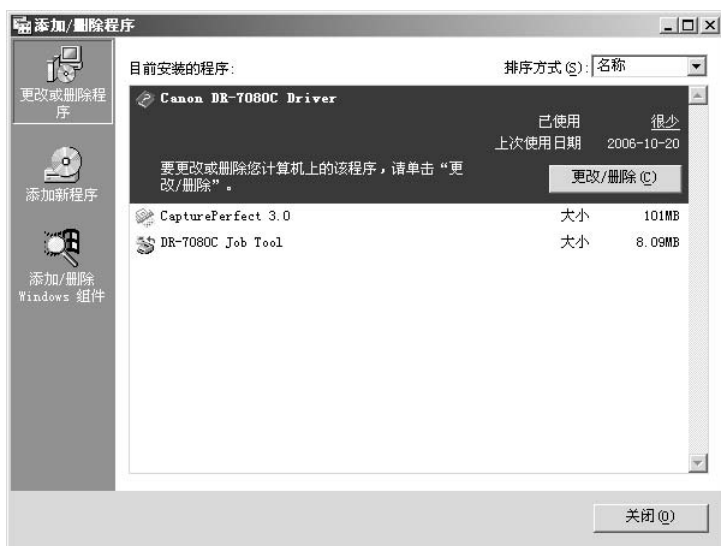 添加/删除程序
更改或删除程
序
添加新程序
添加/删除
Windows 组件
目前安装的程序:
排序方式(S): 名称
Canon DR-7080C Driver
已使用 很少
上次使用日期 2006-10-20
要更改或删除您计算机上的该程序，请单击“更
改/删除”。
更改/删除(C)
CapturePerfect 3.0 大小 101MB
DR-7080C Job Tool 大小 8.09MB
关闭(O)